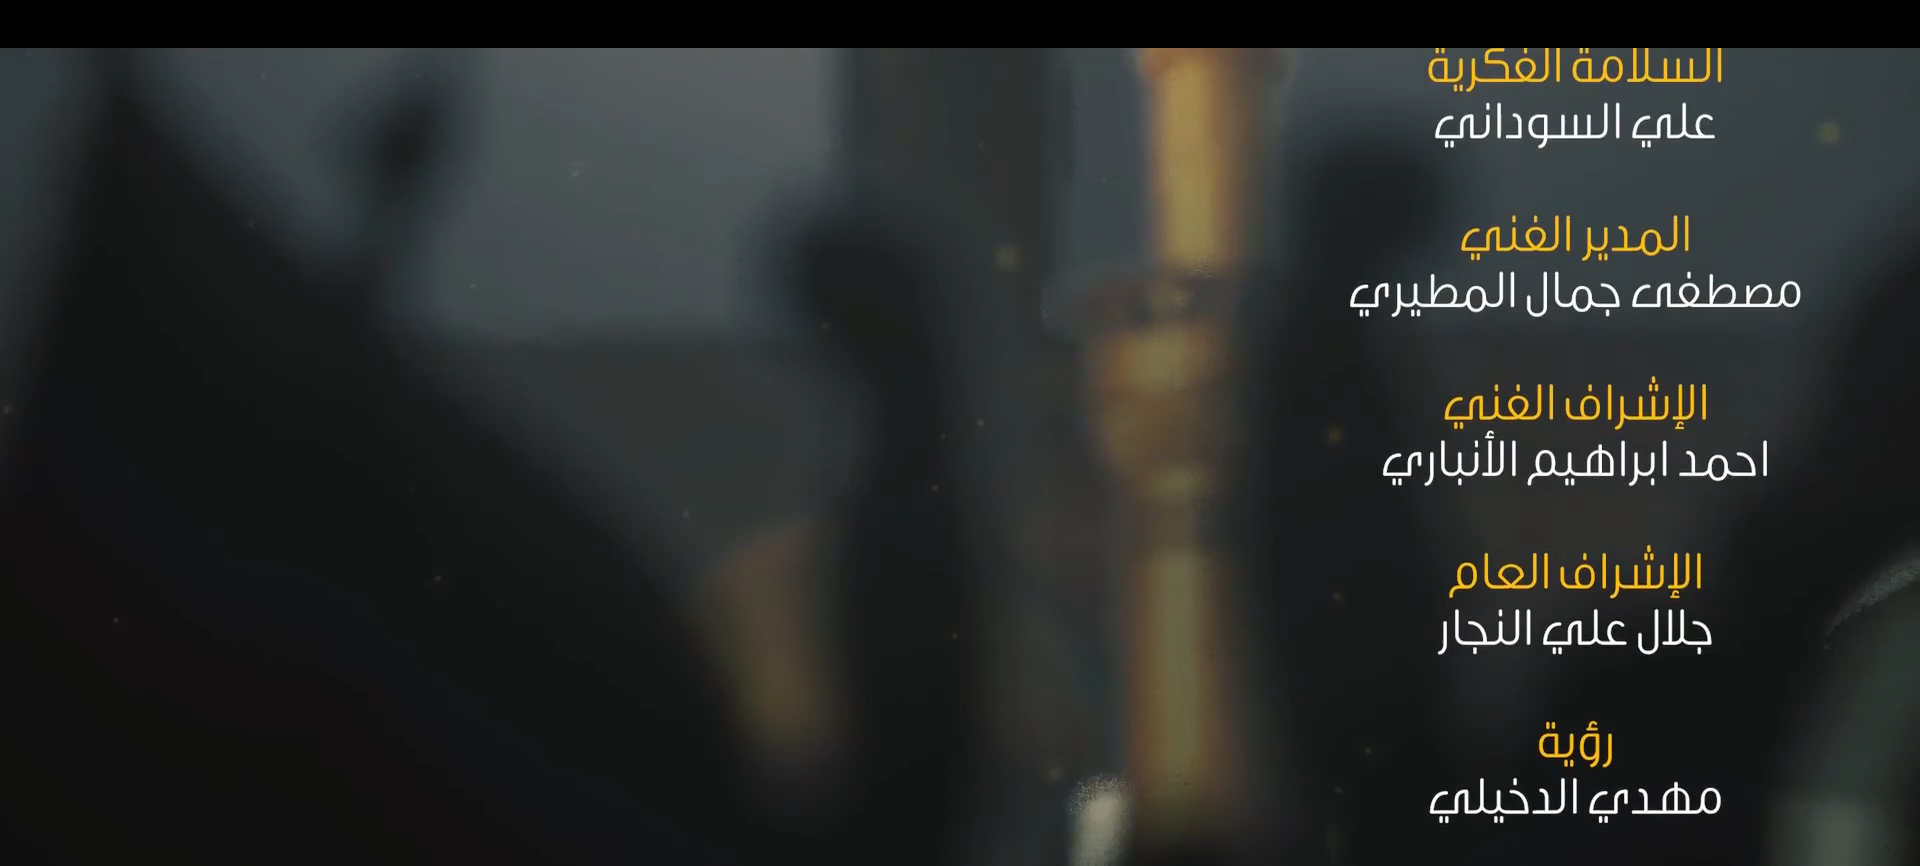 السلامة الفكرية
علي السوداني
المدير الفني
مصطفى جمال المطيري
الإشراف الفني
احمد ابراهيم الأنباري
الإشراف العام
جلال علي النجار
رؤية
مهدي الدخيلي